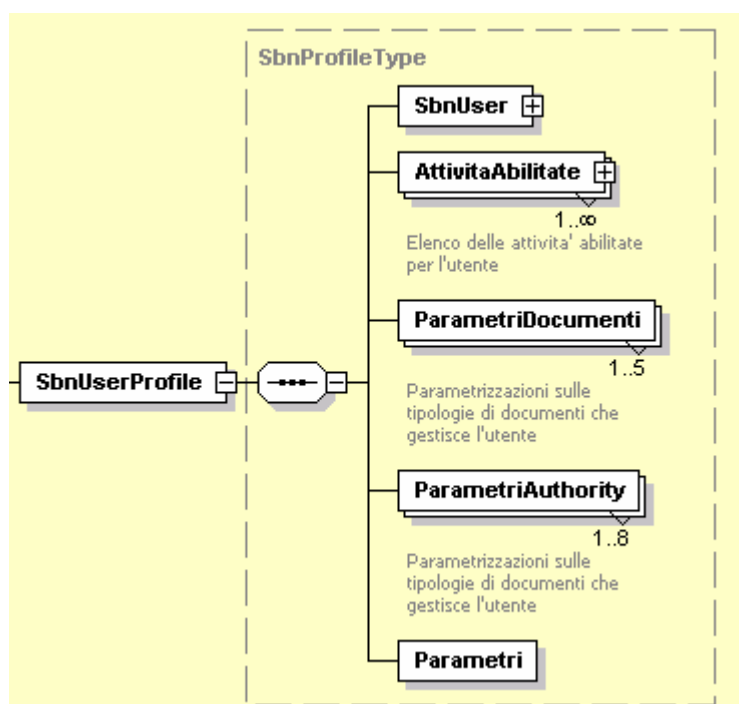 SbnProfileType
SbnUser
AttivitaAbilitate
1..∞
Elenco delle attivita' abilitate
per l'utente
ParametriDocumenti
1..5
Parametrizzazioni sulle
tipologie di documenti che
gestisce l'utente
SbnUserProfile
ParametriAuthority
1..8
Parametrizzazioni sulle
tipologie di documenti che
gestisce l'utente
Parametri